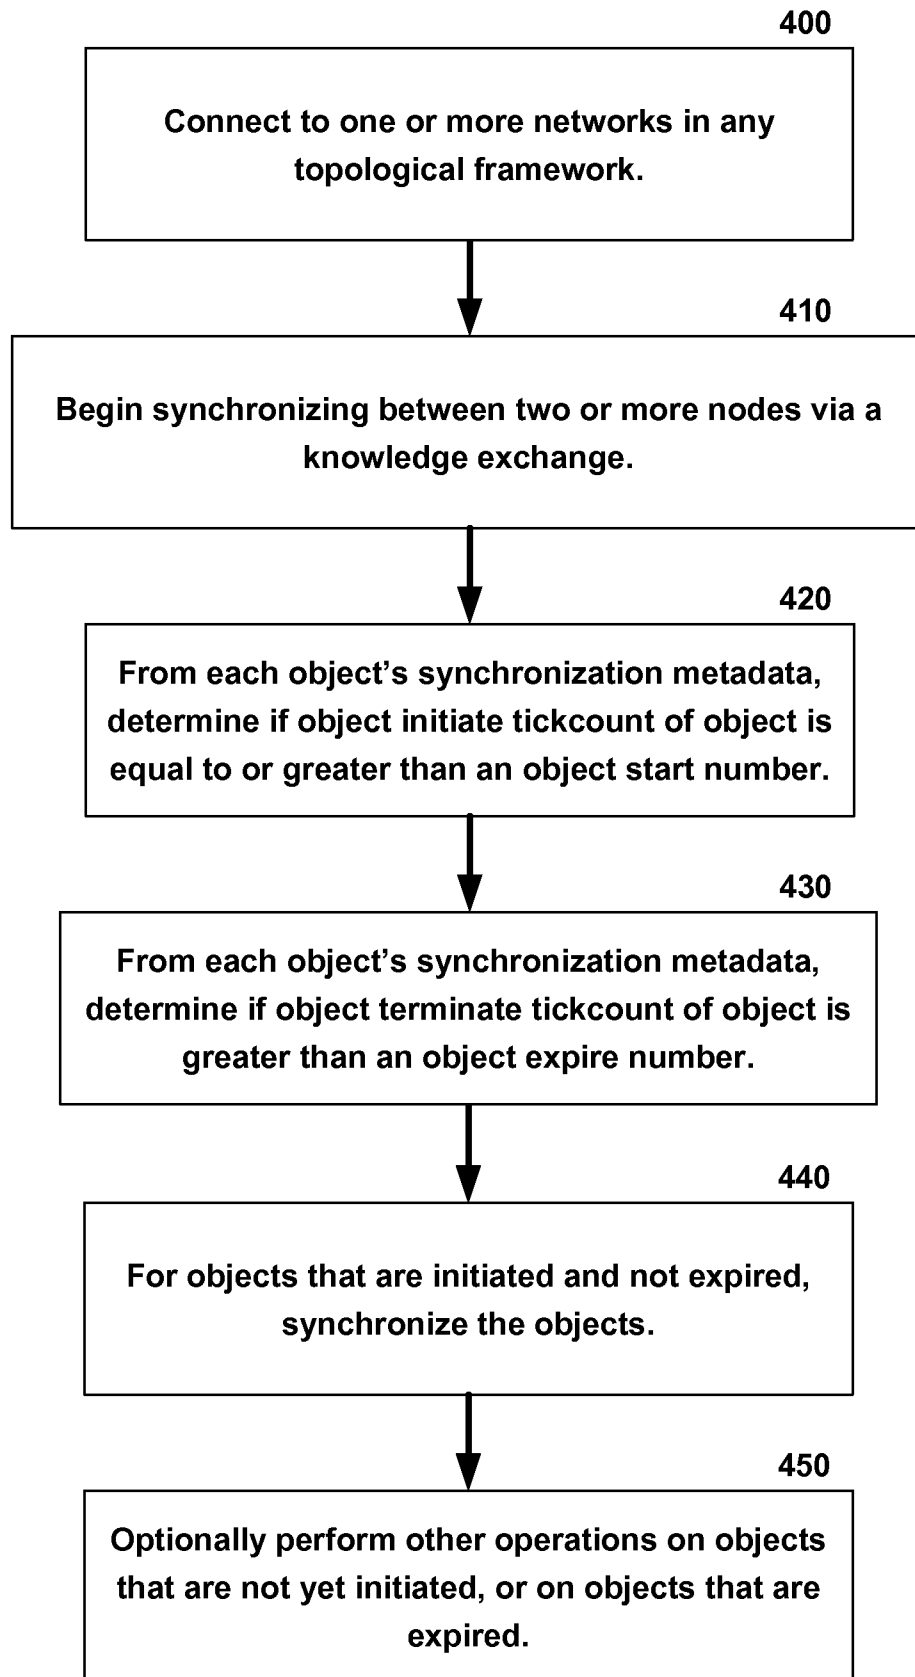 400
Connect to one or more networks in any
topological framework.
410
Begin synchronizing between two or more nodes via a
knowledge exchange.
420
From each object’s synchronization metadata,
determine if object initiate tickcount of object is
equal to or greater than an object start number.
430
From each object’s synchronization metadata,
determine if object terminate tickcount of object is
greater than an object expire number.
440
For objects that are initiated and not expired,
synchronize the objects.
450
Optionally perform other operations on objects
that are not yet initiated, or on objects that are
expired.